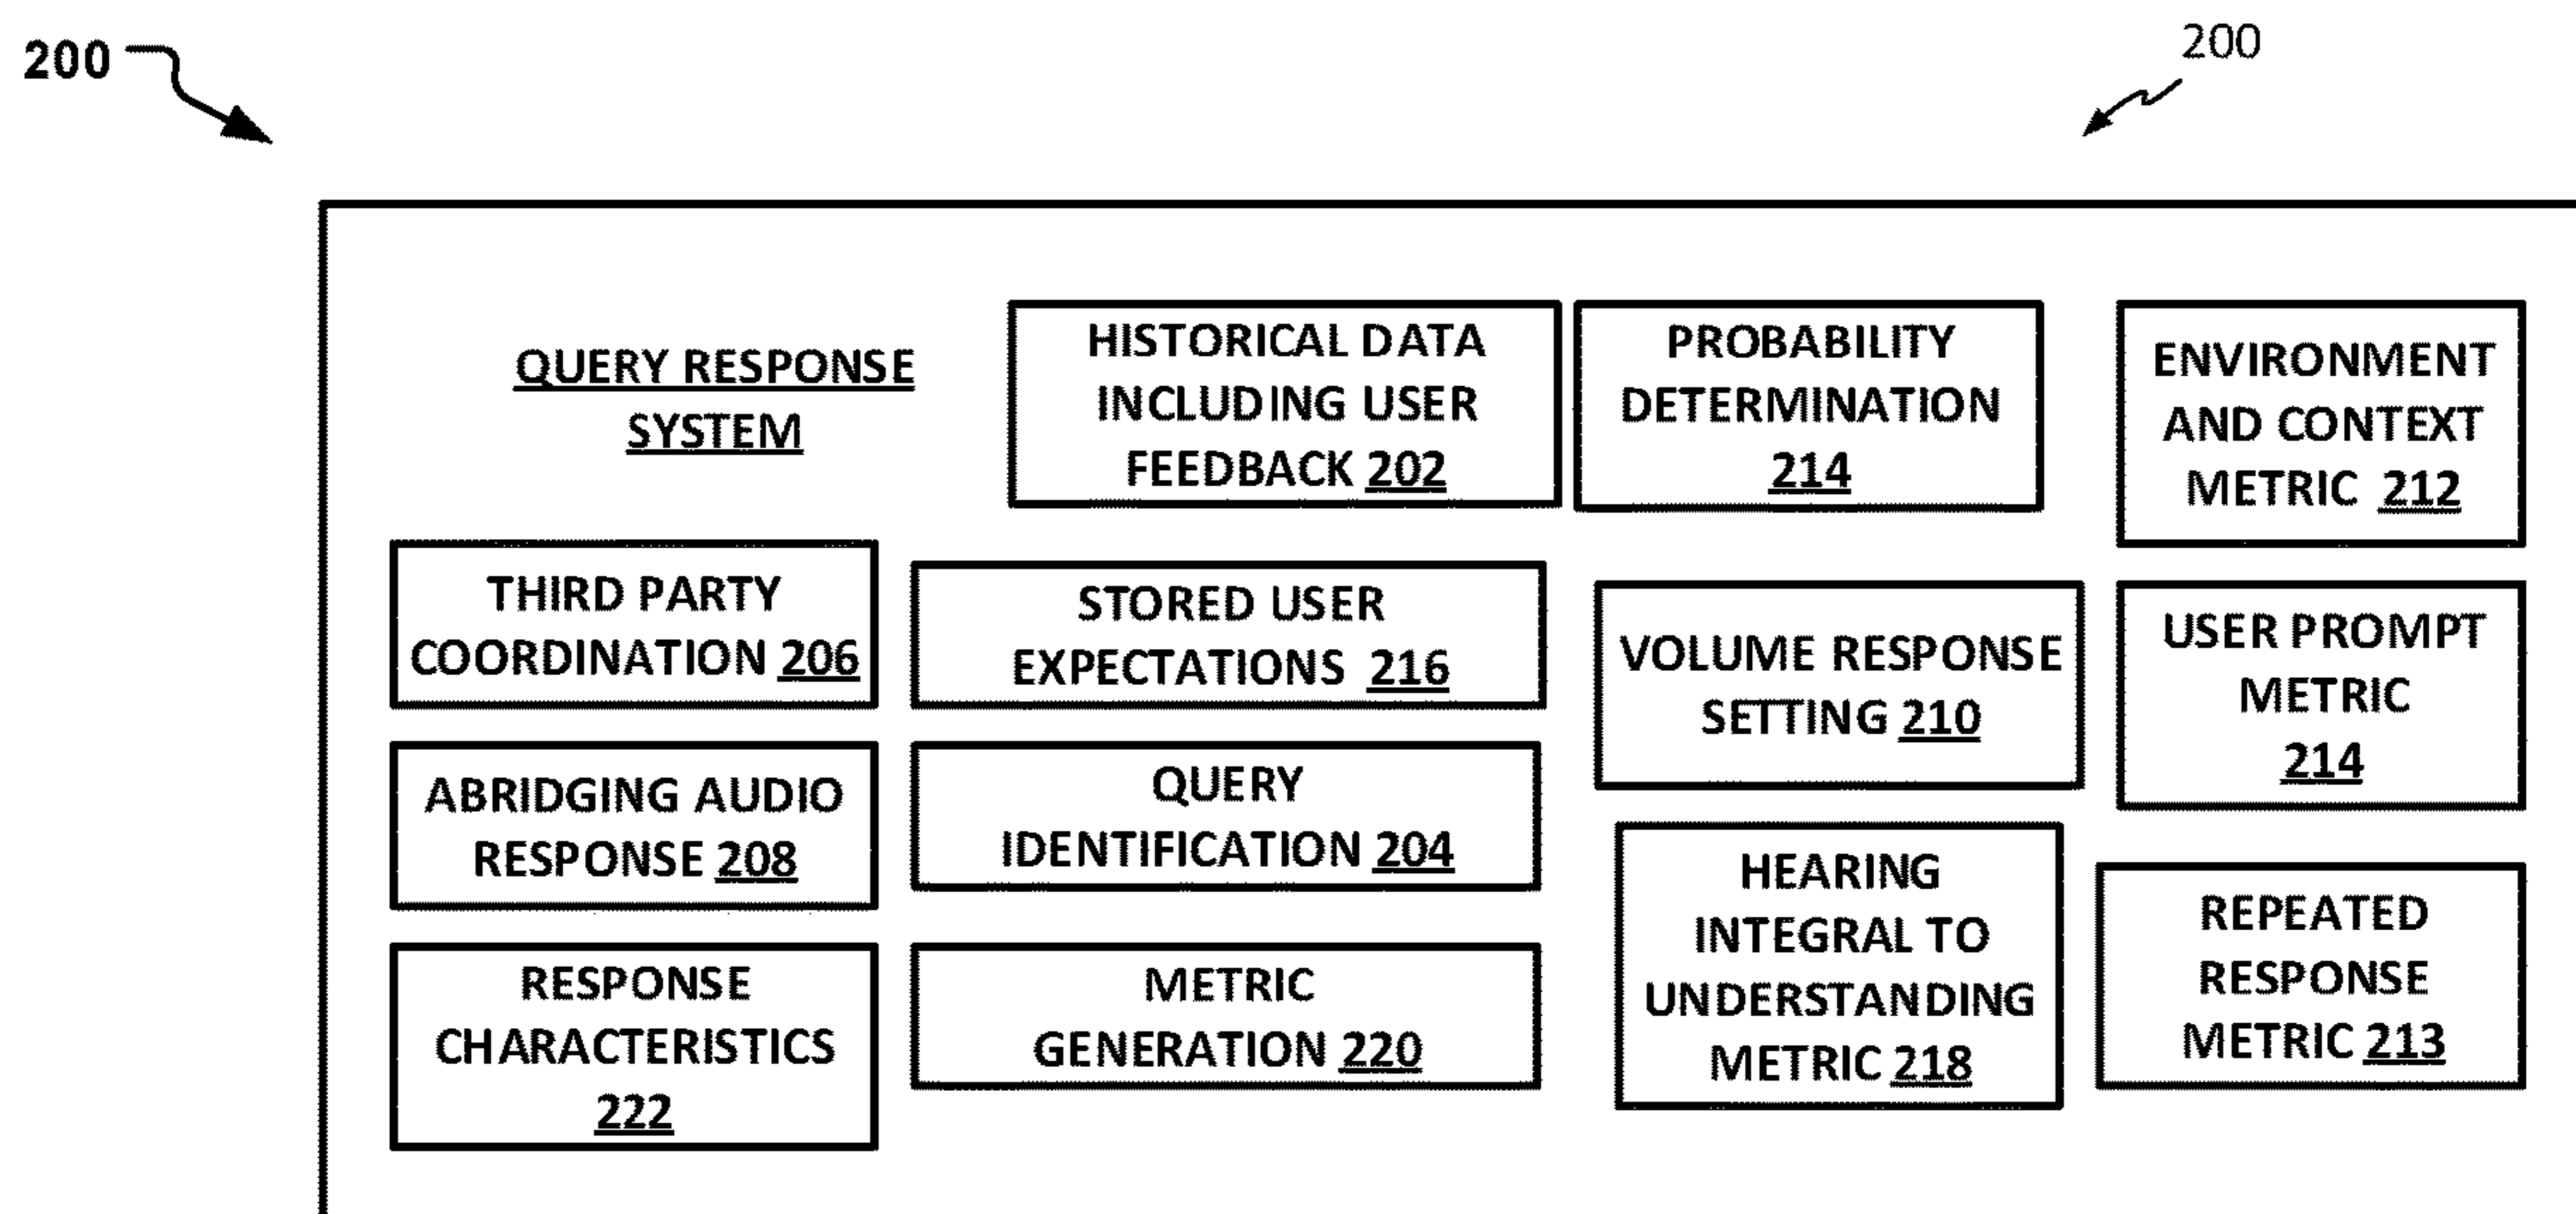 200
200
QUERY RESPONSE
SYSTEM
HISTORICAL DATA
INCLUDING USER
FEEDBACK 202
PROBABILITY
DETERMINATION
214
ENVIRONMENT
AND CONTEXT
METRIC 212
THIRD PARTY
COORDINATION 206
STORED USER
EXPECTATIONS 216
VOLUME RESPONSE
SETTING 210
USER PROMPT
METRIC
214
ABRIDGING AUDIO
RESPONSE 208
QUERY
IDENTIFICATION 204
HEARING
INTEGRAL TO
UNDERSTANDING
METRIC 218
REPEATED
RESPONSE
METRIC 213
RESPONSE
CHARACTERISTICS
222
METRIC
GENERATION 220